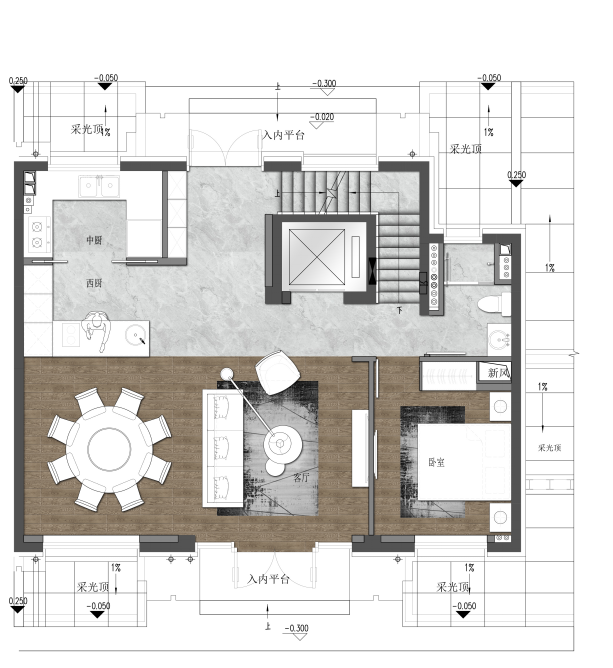 0.250
-0.050
-0.300
-0.050
上
-0.020
采光顶
1%
入内平台
1%
采光顶
0.250
上
中厨
1%
西厨
下
新风
1%
采光顶
卧室
客厅
1%
采光顶
入内平台
1%
采光顶
0.250
-0.050
-0.050
上
-0.300